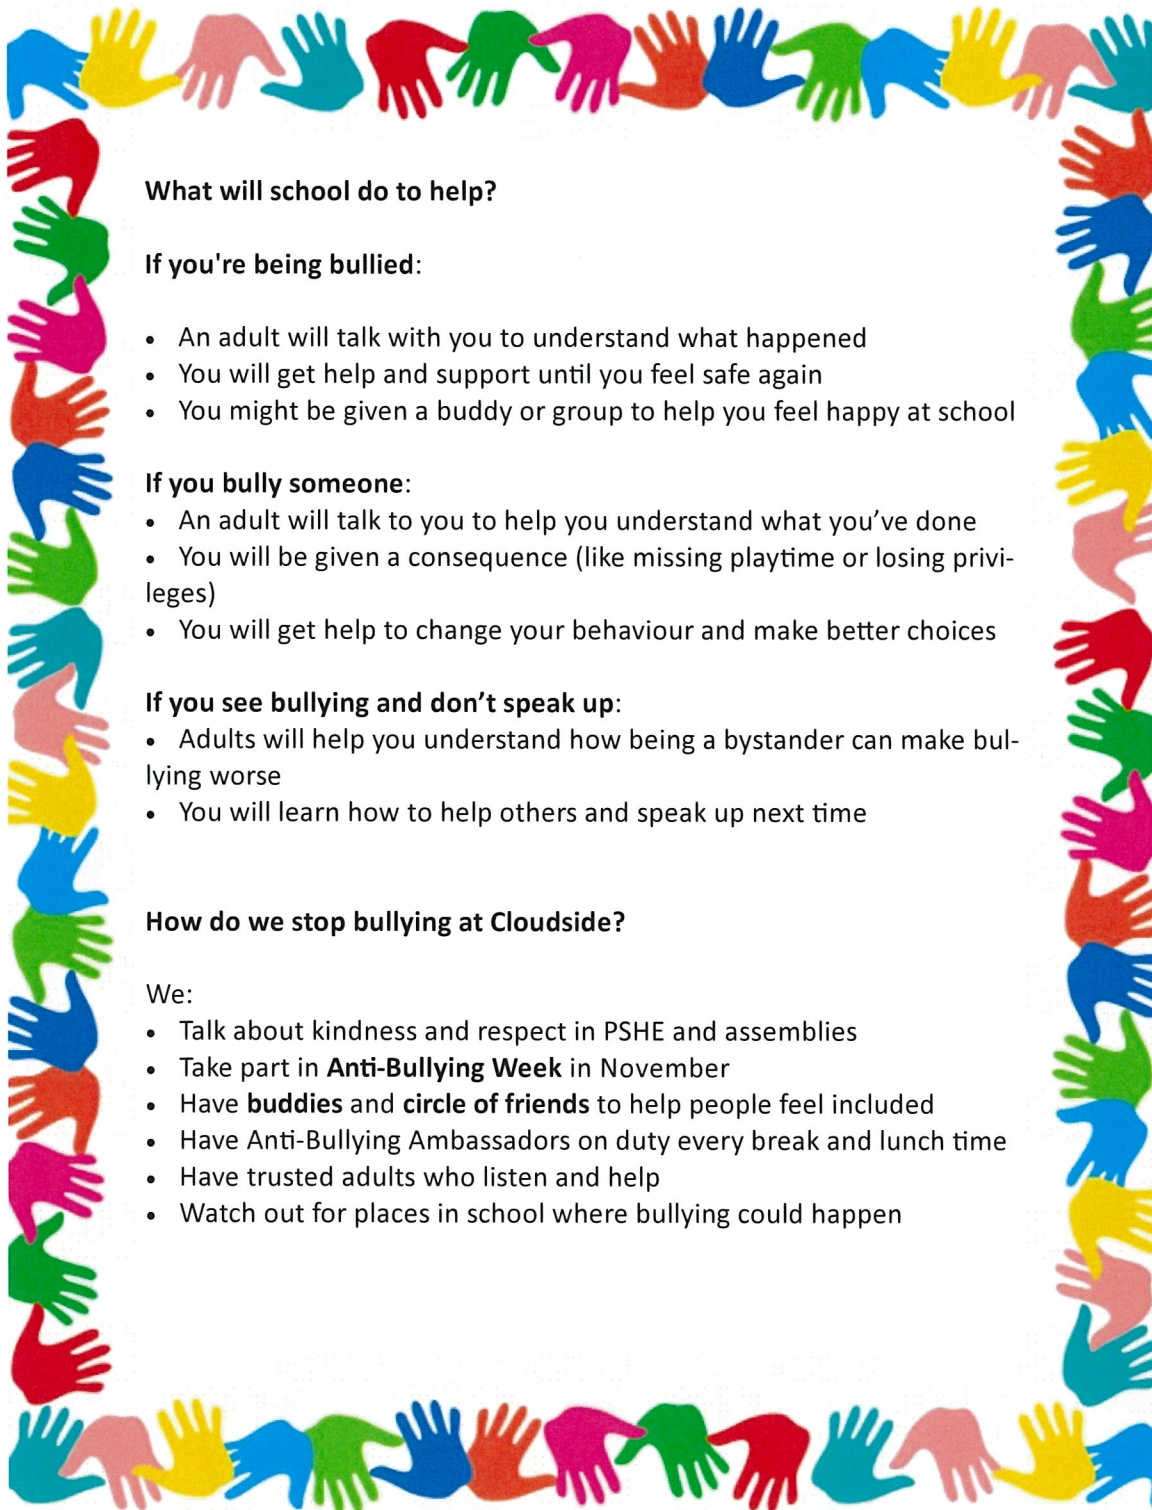 What will school do to help?
If you're being bullied:
• An adult will talk with you to understand what happened
• You will get help and support until you feel safe again
• You might be given a buddy or group to help you feel happy at school
If you bully someone:
• An adult will talk to you to help you understand what you’ve done
• You will be given a consequence (like missing playtime or losing privi-
leges)
• You will get help to change your behaviour and make better choices
If you see bullying and don’t speak up:
• Adults will help you understand how being a bystander can make bul-
lying worse
• You will learn how to help others and speak up next time
How do we stop bullying at Cloudside?
We:
• Talk about kindness and respect in PSHE and assemblies
• Take part in Anti-Bullying Week in November
• Have buddies and circle of friends to help people feel included
• Have Anti-Bullying Ambassadors on duty every break and lunch time
• Have trusted adults who listen and help
• Watch out for places in school where bullying could happen